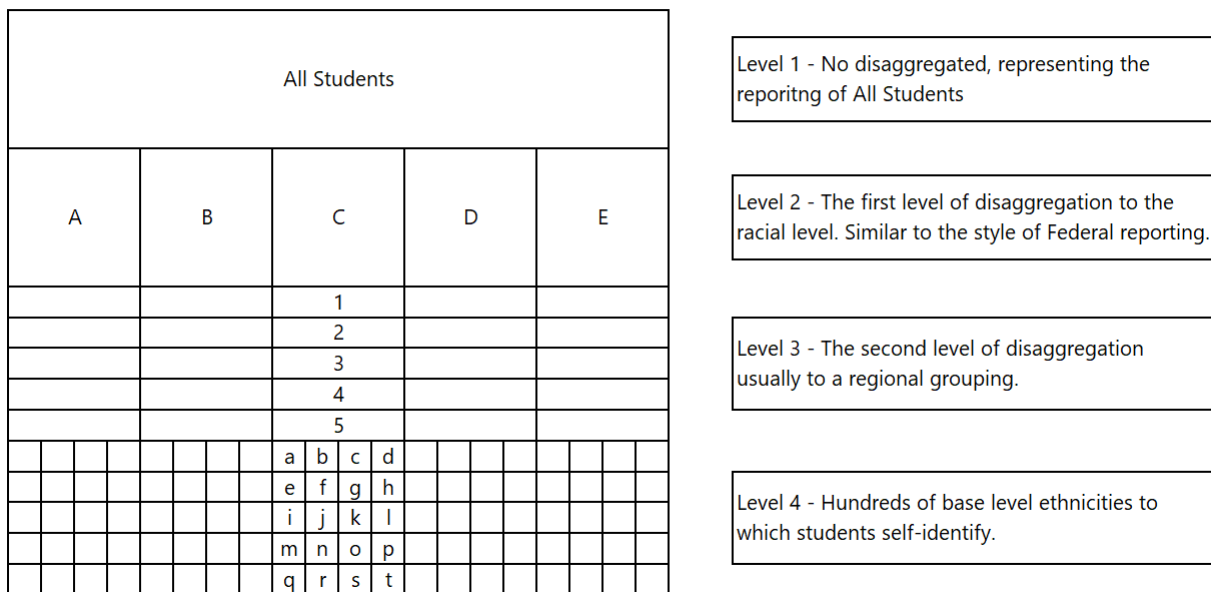 All Students
A B C D E
1
2
3
4
5
a b c d
e f g h
i j k l
m n o p
q r s t
Level 1 - No disaggregated, representing the
reporitng of All Students
Level 2 - The first level of disaggregation to the
racial level. Similar to the style of Federal reporting.
Level 3 - The second level of disaggregation
usually to a regional grouping.
Level 4 - Hundreds of base level ethnicities to
which students self-identify.